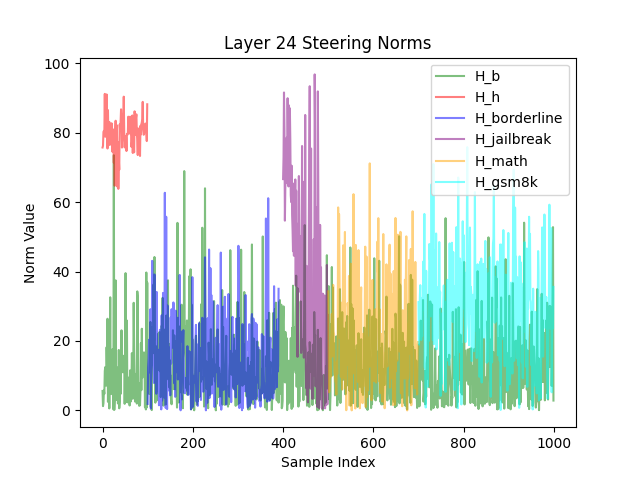 Layer 24 Steering Norms
100
80
60
40
20
0
Norm Value
0
200
400
600
800
1000
Sample Index
H_b
H_h
H_borderline
H_jailbreak
H_math
H_gsm8k